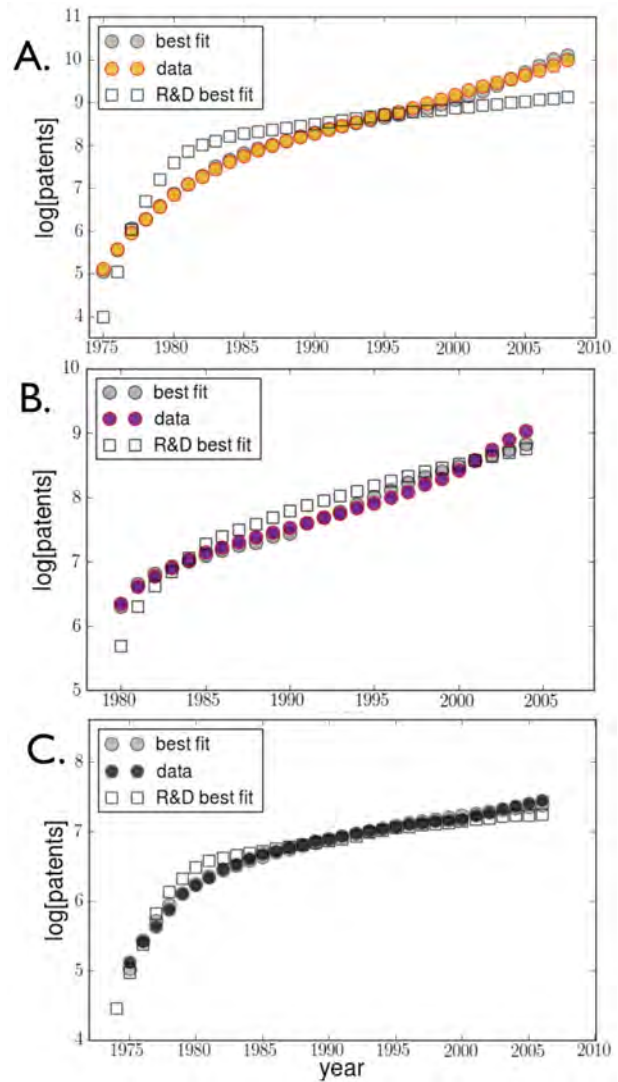 A.
best fit
data
R&D best fit
log[patents]
11
10
9
8
7
6
5
4
1975 1980 1985 1990 1995 2000 2005 2010
B.
best fit
data
R&D best fit
log[patents]
10
9
8
7
6
5
1980 1985 1990 1995 2000 2005
C.
best fit
data
R&D best fit
log[patents]
8
7
6
5
4
1975 1980 1985 1990 1995 2000 2005 2010
year